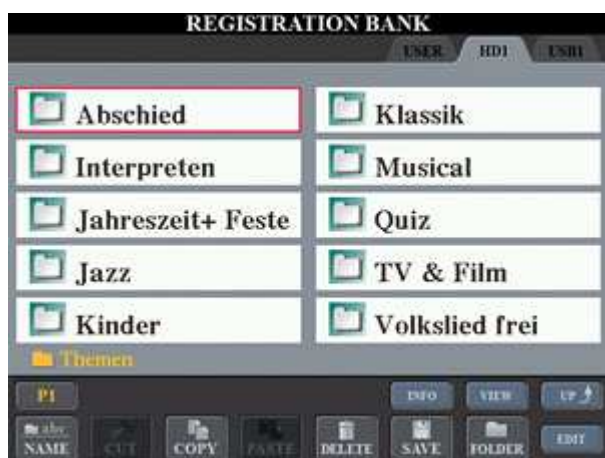 REGISTRATION BANK
USER HD1 USB1
Abschied Klassik
Interpreten Musical
Jahreszeit+ Feste Quiz
Jazz TV & Film
Kinder Volkslied frei
Themen
P1 INFO VIEW UP
abc
NAME CUT COPY PASTE DELETE SAVE FOLDER EDIT